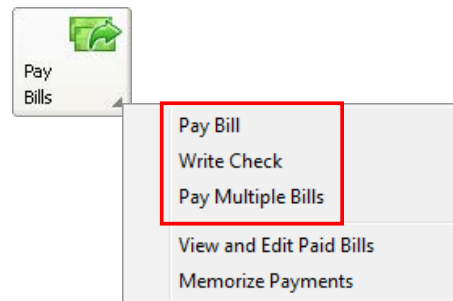 Pay
Bills
Pay Bill
Write Check
Pay Multiple Bills
View and Edit Paid Bills
Memorize Payments